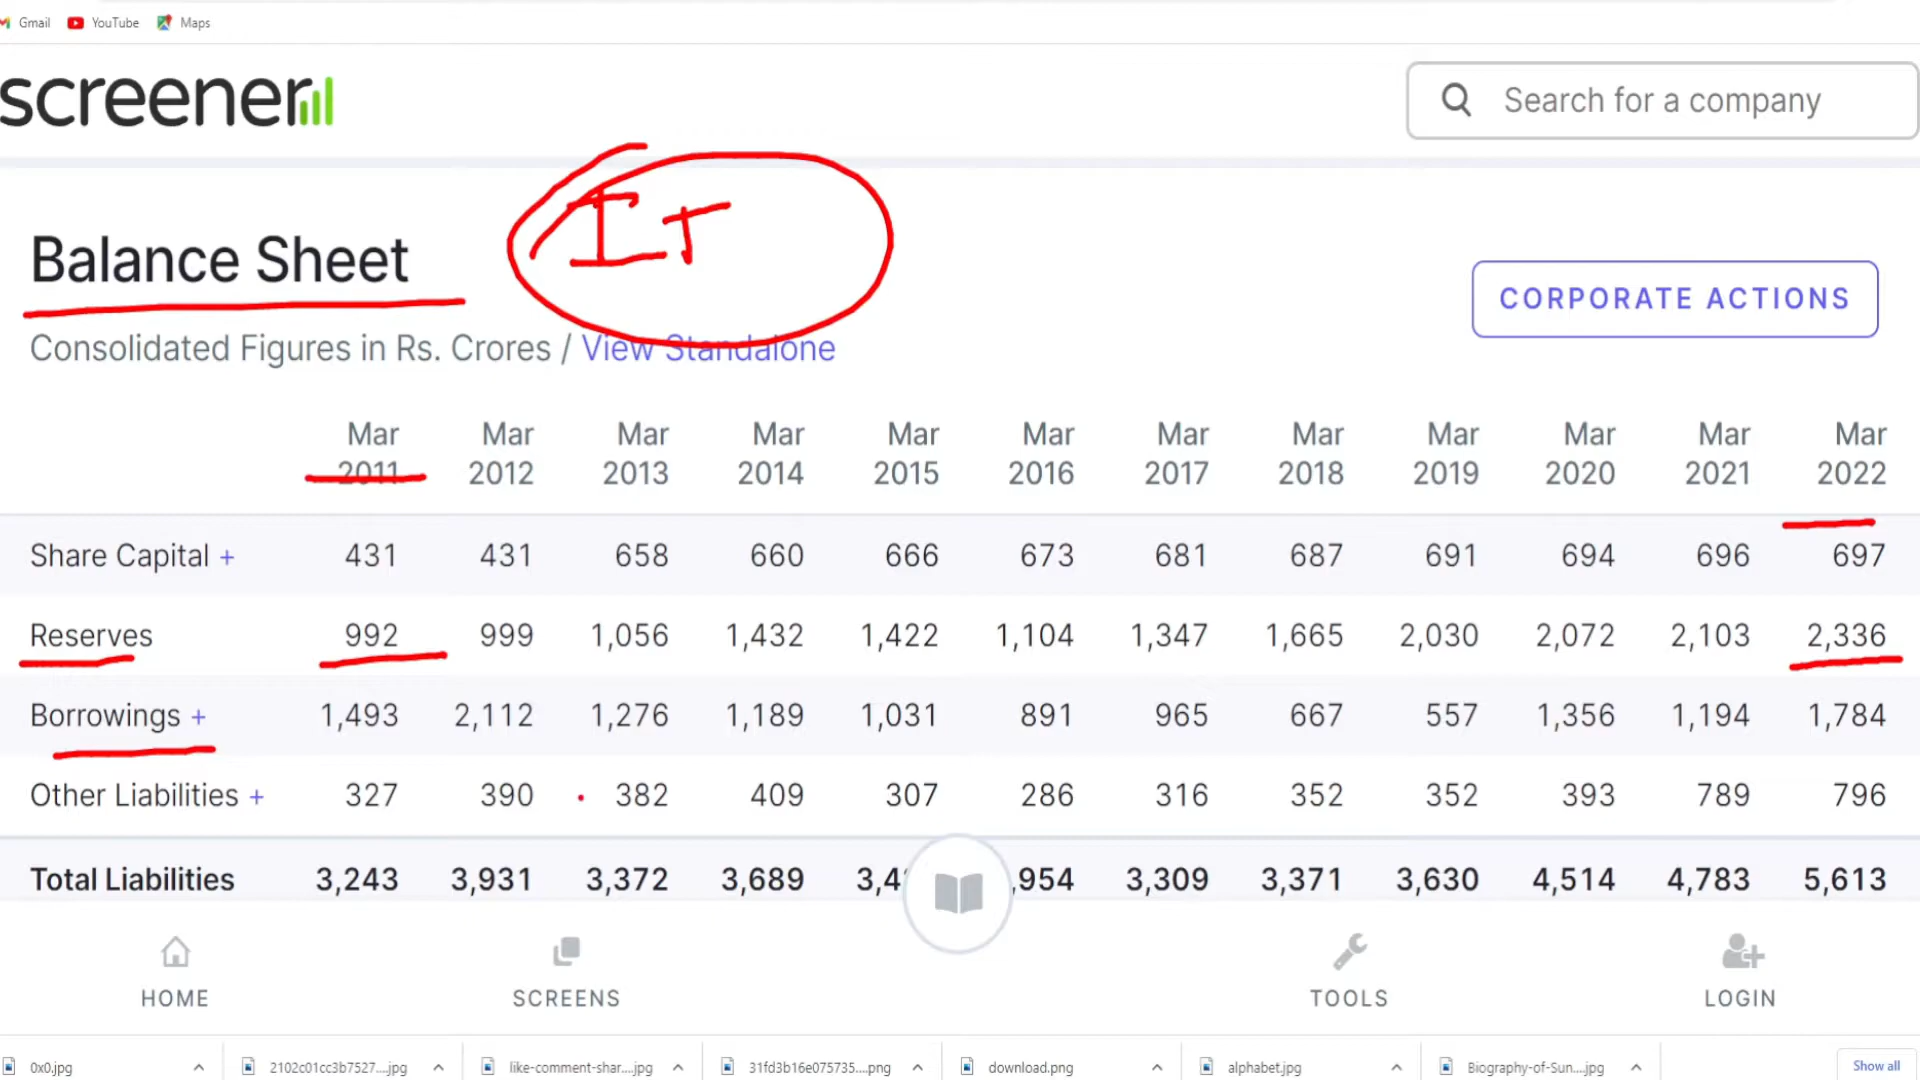 Gmail YouTube Maps
screener
Search for a company
IT
Balance Sheet
CORPORATE ACTIONS
Consolidated Figures in Rs. Crores / View Standalone
Mar 2011 Mar 2012 Mar 2013 Mar 2014 Mar 2015 Mar 2016 Mar 2017 Mar 2018 Mar 2019 Mar 2020 Mar 2021 Mar 2022
Share Capital + 431 431 658 660 666 673 681 687 691 694 696 697
Reserves 992 999 1,056 1,432 1,422 1,104 1,347 1,665 2,030 2,072 2,103 2,336
Borrowings + 1,493 2,112 1,276 1,189 1,031 891 965 667 557 1,356 1,194 1,784
Other Liabilities + 327 390 382 409 307 286 316 352 352 393 789 796
Total Liabilities 3,243 3,931 3,372 3,689 3,4 ,954 3,309 3,371 3,630 4,514 4,783 5,613
HOME SCREENS TOOLS LOGIN
0x0.jpg 2102c01cc3b7527....jpg like-comment-shar....jpg 31fd3b16e075735....png download.png alphabet.jpg Biography-of-Sun....jpg Show all